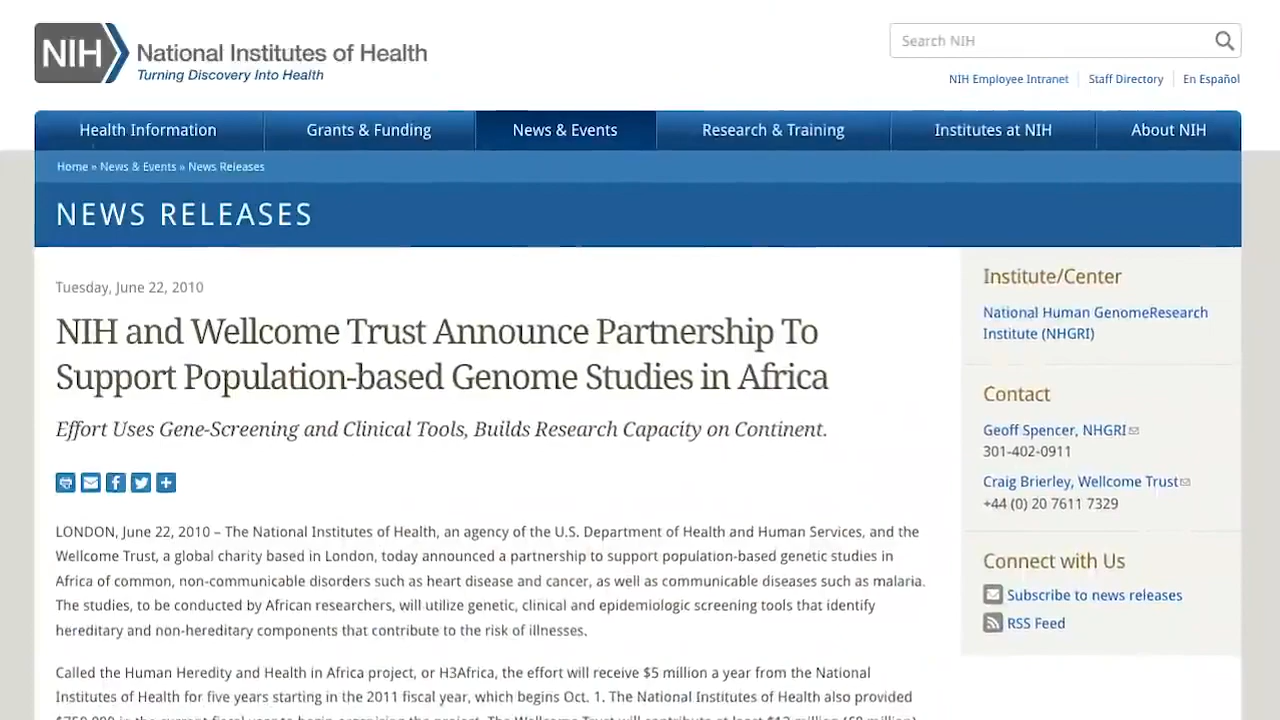 NIH National Institutes of Health
Turning Discovery Into Health
Search NIH
NIH Employee Intranet Staff Directory En Español
Health Information Grants & Funding News & Events Research & Training Institutes at NIH About NIH
Home » News & Events » News Releases
NEWS RELEASES
Tuesday, June 22, 2010
NIH and Wellcome Trust Announce Partnership To
Support Population-based Genome Studies in Africa
Effort Uses Gene-Screening and Clinical Tools, Builds Research Capacity on Continent.
LONDON, June 22, 2010 – The National Institutes of Health, an agency of the U.S. Department of Health and Human Services, and the
Wellcome Trust, a global charity based in London, today announced a partnership to support population-based genetic studies in
Africa of common, non-communicable disorders such as heart disease and cancer, as well as communicable diseases such as malaria.
The studies, to be conducted by African researchers, will utilize genetic, clinical and epidemiologic screening tools that identify
hereditary and non-hereditary components that contribute to the risk of illnesses.
Called the Human Heredity and Health in Africa project, or H3Africa, the effort will receive $5 million a year from the National
Institutes of Health for five years starting in the 2011 fiscal year, which begins Oct. 1. The National Institutes of Health also provided
Institute/Center
National Human GenomeResearch
Institute (NHGRI)
Contact
Geoff Spencer, NHGRI
301-402-0911
Craig Brierley, Wellcome Trust
+44 (0) 20 7611 7329
Connect with Us
Subscribe to news releases
RSS Feed